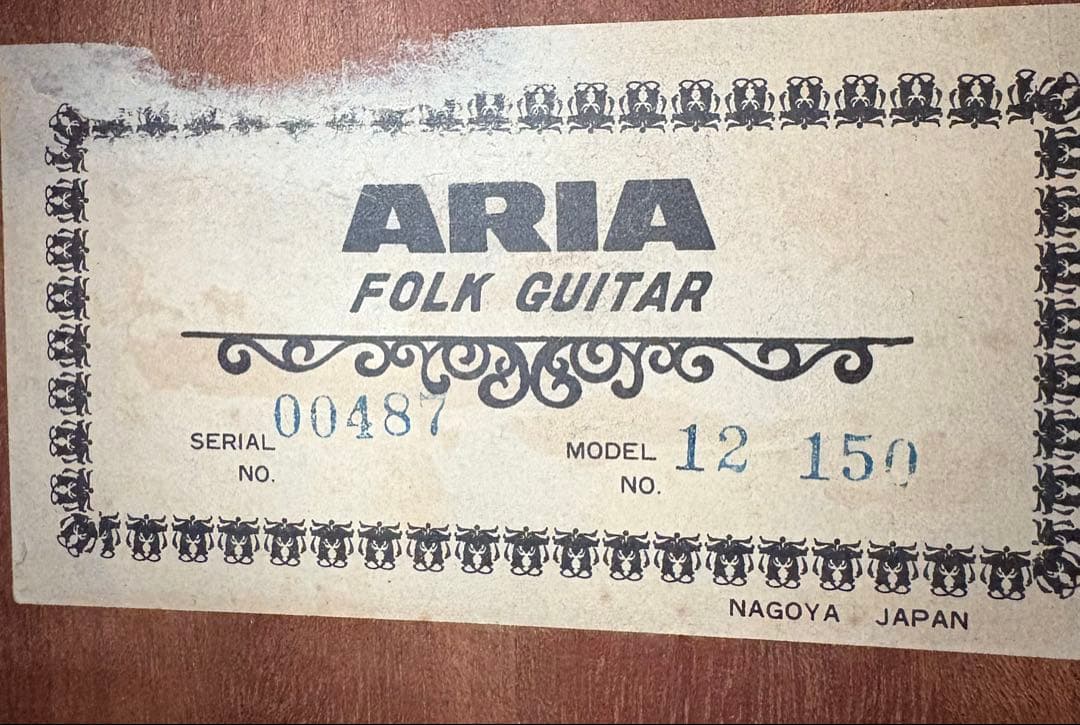 ARIA
FOLK GUITAR
SERIAL NO. 00487
MODEL NO. 12 150
NAGOYA JAPAN